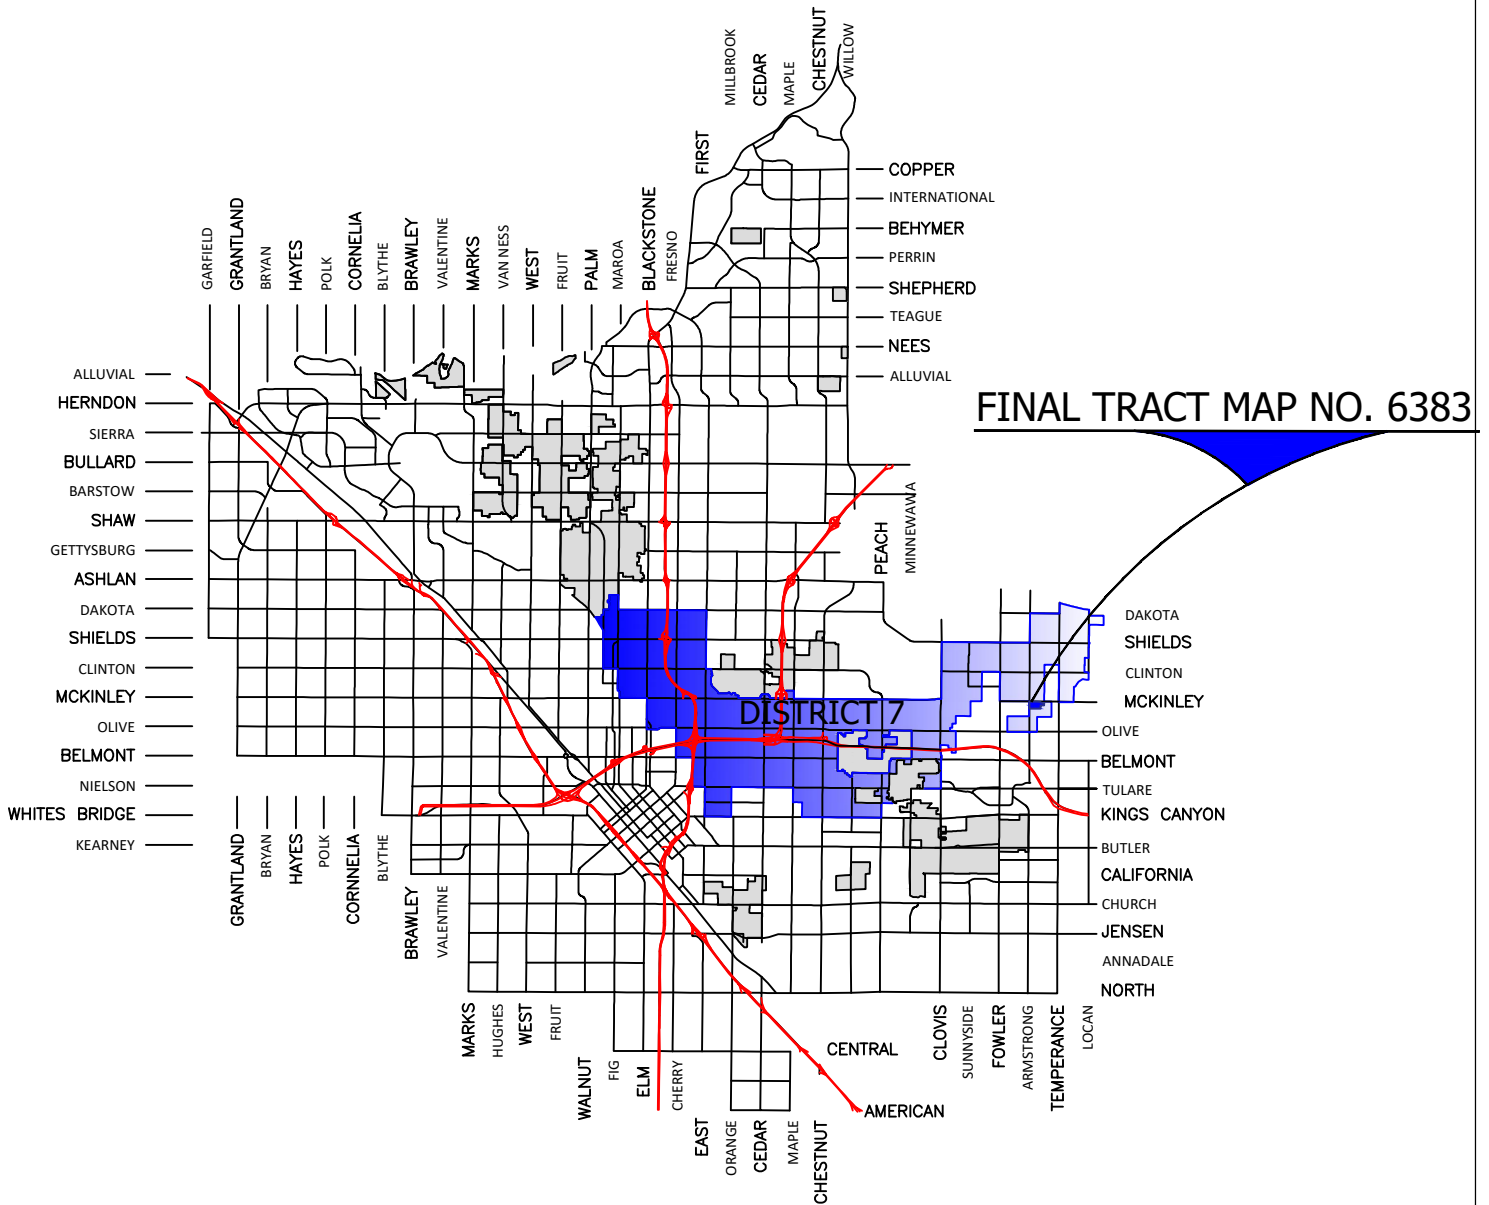 MILLBROOK
CEDAR
MAPLE
CHESTNUT
WILLOW
FIRST
COPPER
INTERNATIONAL
BEHYMER
PERRIN
SHEPHERD
TEAGUE
NEES
ALLUVIAL
GARFIELD
GRANTLAND
BRYAN
HAYES
POLK
CORNELIA
BLYTHE
BRAWLEY
VALENTINE
MARKS
VAN NESS
WEST
FRUIT
PALM
MAROA
BLACKSTONE
FRESNO
ALLUVIAL
HERNDON
SIERRA
BULLARD
BARSTOW
SHAW
GETTYSBURG
ASHLAN
DAKOTA
SHIELDS
CLINTON
MCKINLEY
OLIVE
BELMONT
NIELSON
WHITES BRIDGE
KEARNEY
FINAL TRACT MAP NO. 6383
PEACH
MINNEWAWA
DISTRICT 7
DAKOTA
SHIELDS
CLINTON
MCKINLEY
OLIVE
BELMONT
TULARE
KINGS CANYON
BUTLER
CALIFORNIA
CHURCH
JENSEN
ANNADALE
NORTH
GRANTLAND
BRYAN
HAYES
POLK
CORNNELIA
BLYTHE
BRAWLEY
VALENTINE
MARKS
HUGHES
WEST
FRUIT
WALNUT
FIG
ELM
CHERRY
EAST
ORANGE
CEDAR
MAPLE
CHESTNUT
CENTRAL
AMERICAN
CLOVIS
SUNNYSIDE
FOWLER
ARMSTRONG
TEMPERANCE
LOCAN